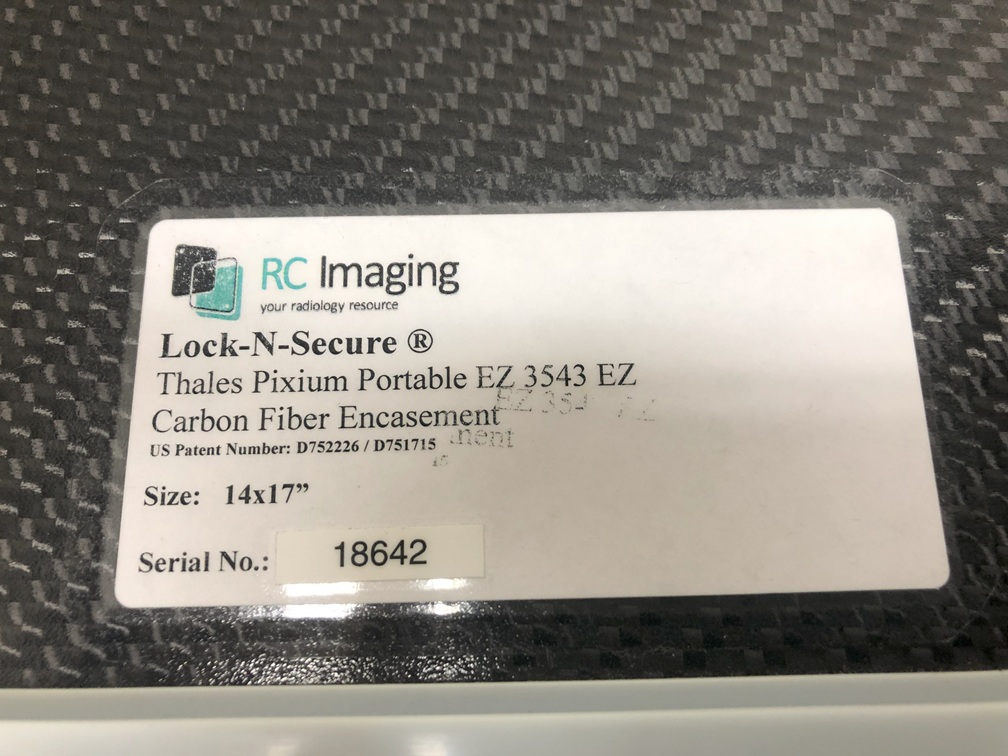 RC Imaging
your radiology resource
Lock-N-Secure ®
Thales Pixium Portable EZ 3543 EZ
Carbon Fiber Encasement
US Patent Number: D752226 / D751715
Size: 14x17”
Serial No.: 18642